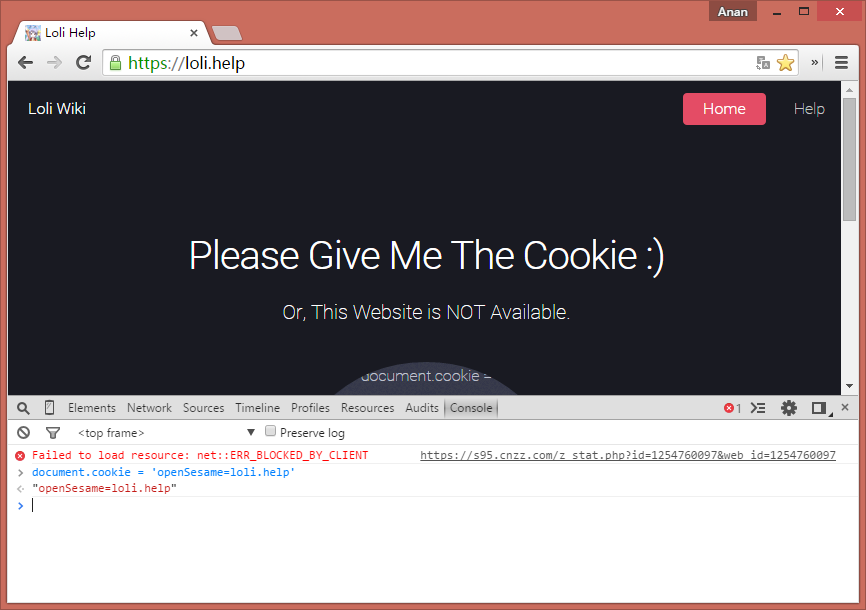 Anan
Loli Help
https://loli.help
Loli Wiki
Home
Help
Please Give Me The Cookie :)
Or, This Website is NOT Available.
document.cookie =
Elements Network Sources Timeline Profiles Resources Audits Console 1
<top frame> Preserve log
Failed to load resource: net::ERR_BLOCKED_BY_CLIENT https://s95.cnzz.com/z_stat.php?id=1254760097&web_id=1254760097
document.cookie = 'openSesame=loli.help'
"openSesame=loli.help"